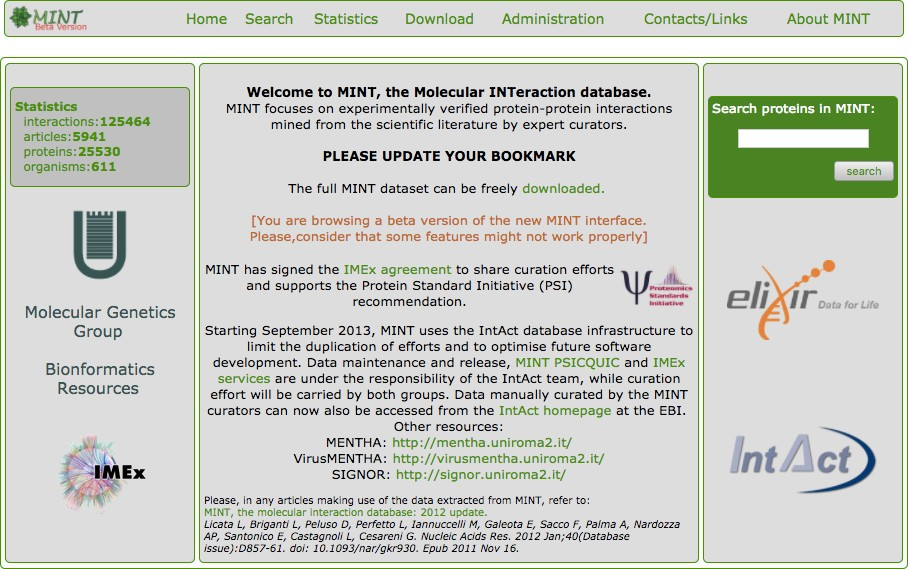 MINT
Beta Version
Home Search Statistics Download Administration Contacts/Links About MINT
Statistics
interactions:125464
articles:5941
proteins:25530
organisms:611
Molecular Genetics
Group
Bionformatics
Resources
IMEx
Welcome to MINT, the Molecular INTeraction database.
MINT focuses on experimentally verified protein-protein interactions
mined from the scientific literature by expert curators.
PLEASE UPDATE YOUR BOOKMARK
The full MINT dataset can be freely downloaded.
[You are browsing a beta version of the new MINT interface.
Please,consider that some features might not work properly]
MINT has signed the IMEx agreement to share curation efforts
and supports the Protein Standard Initiative (PSI)
recommendation.
Ψ Proteomics
Standards
Initiative
Starting September 2013, MINT uses the IntAct database infrastructure to
limit the duplication of efforts and to optimise future software
development. Data maintenance and release, MINT PSICQUIC and IMEx
services are under the responsibility of the IntAct team, while curation
effort will be carried by both groups. Data manually curated by the MINT
curators can now also be accessed from the IntAct homepage at the EBI.
Other resources:
MENTHA: http://mentha.uniroma2.it/
VirusMENTHA: http://virusmentha.uniroma2.it/
SIGNOR: http://signor.uniroma2.it/
Please, in any articles making use of the data extracted from MINT, refer to:
MINT, the molecular interaction database: 2012 update.
Licata L, Briganti L, Peluso D, Perfetto L, Iannuccelli M, Galeota E, Sacco F, Palma A, Nardozza
AP, Santonico E, Castagnoli L, Cesareni G. Nucleic Acids Res. 2012 Jan;40(Database
issue):D857-61. doi: 10.1093/nar/gkr930. Epub 2011 Nov 16.
Search proteins in MINT:
search
elixir Data for Life
IntAct